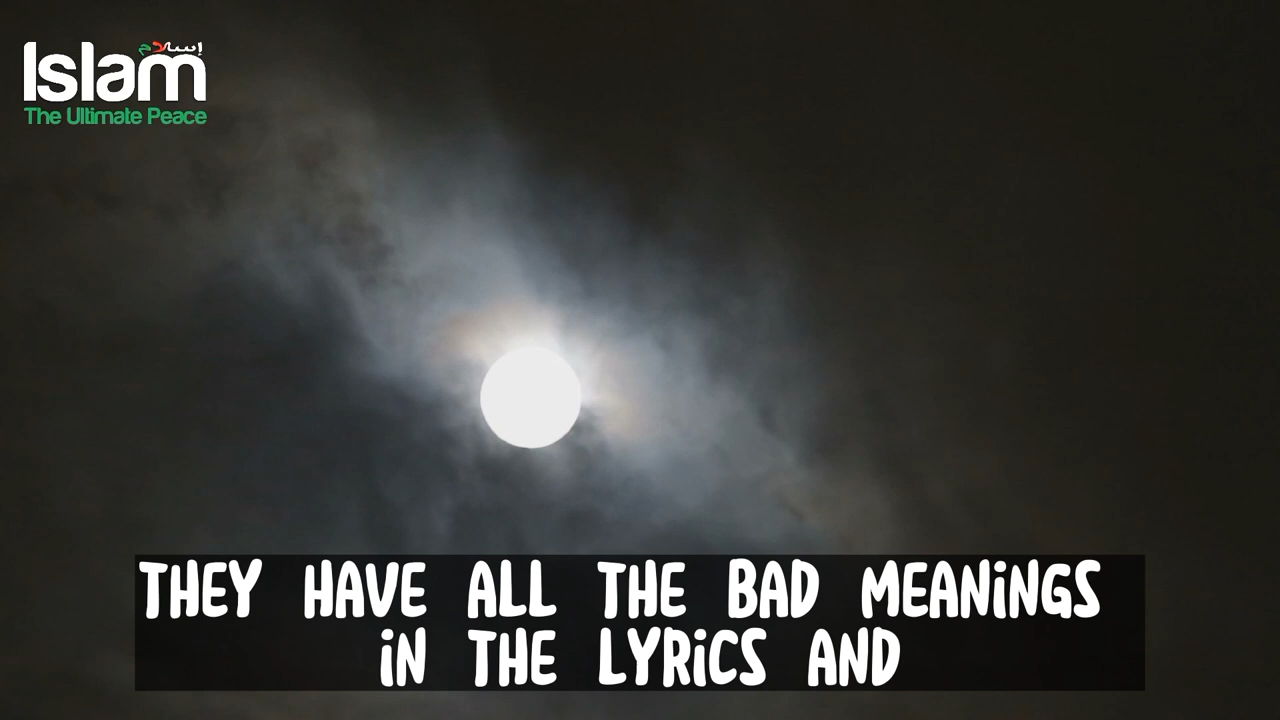 إسلام
Islam
The Ultimate Peace
THEY HAVE ALL THE BAD MEANiNGS
iN THE LYRiCS AND